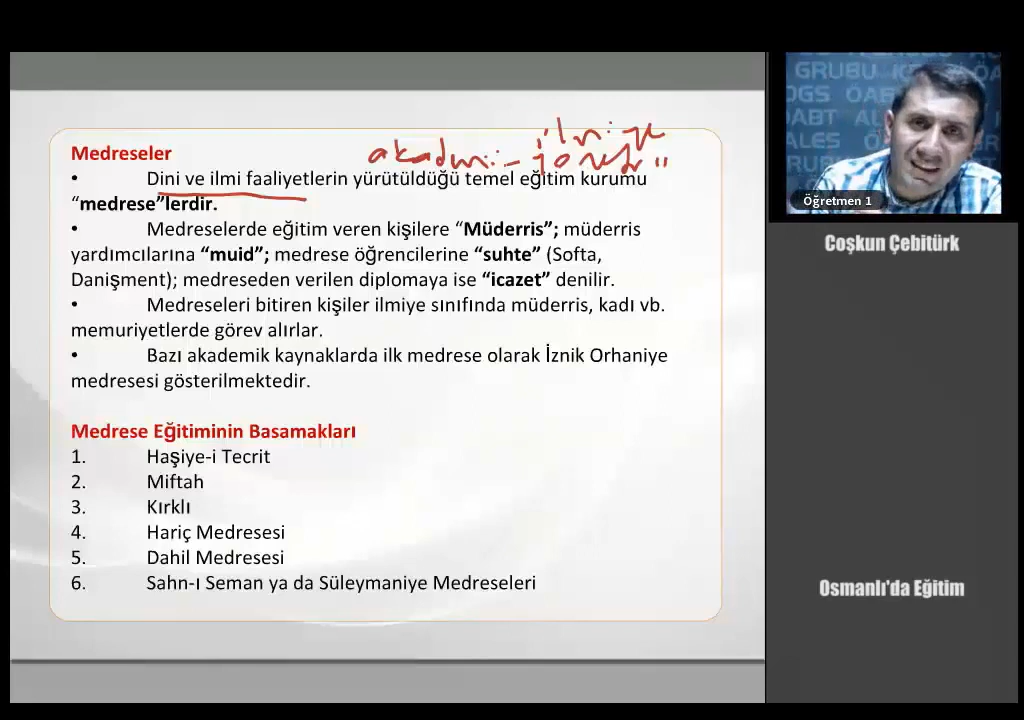 Medreseler
• Dini ve ilmi faaliyetlerin yürütüldüğü temel eğitim kurumu
“medrese”lerdir.
• Medreselerde eğitim veren kişilere “Müderris”; müderris
yardımcılarına “muid”; medrese öğrencilerine “suhte” (Softa,
Danişment); medreseden verilen diplomaya ise “icazet” denilir.
• Medreseleri bitiren kişiler ilmiye sınıfında müderris, kadı vb.
memuriyetlerde görev alırlar.
• Bazı akademik kaynaklarda ilk medrese olarak İznik Orhaniye
medresesi gösterilmektedir.
Medrese Eğitiminin Basamakları
1. Haşiye-i Tecrit
2. Miftah
3. Kırklı
4. Hariç Medresesi
5. Dahil Medresesi
6. Sahn-ı Seman ya da Süleymaniye Medreseleri
GRUBU
ÖABT
ALES
Öğretmen 1
Coşkun Çebitürk
Osmanlı'da Eğitim